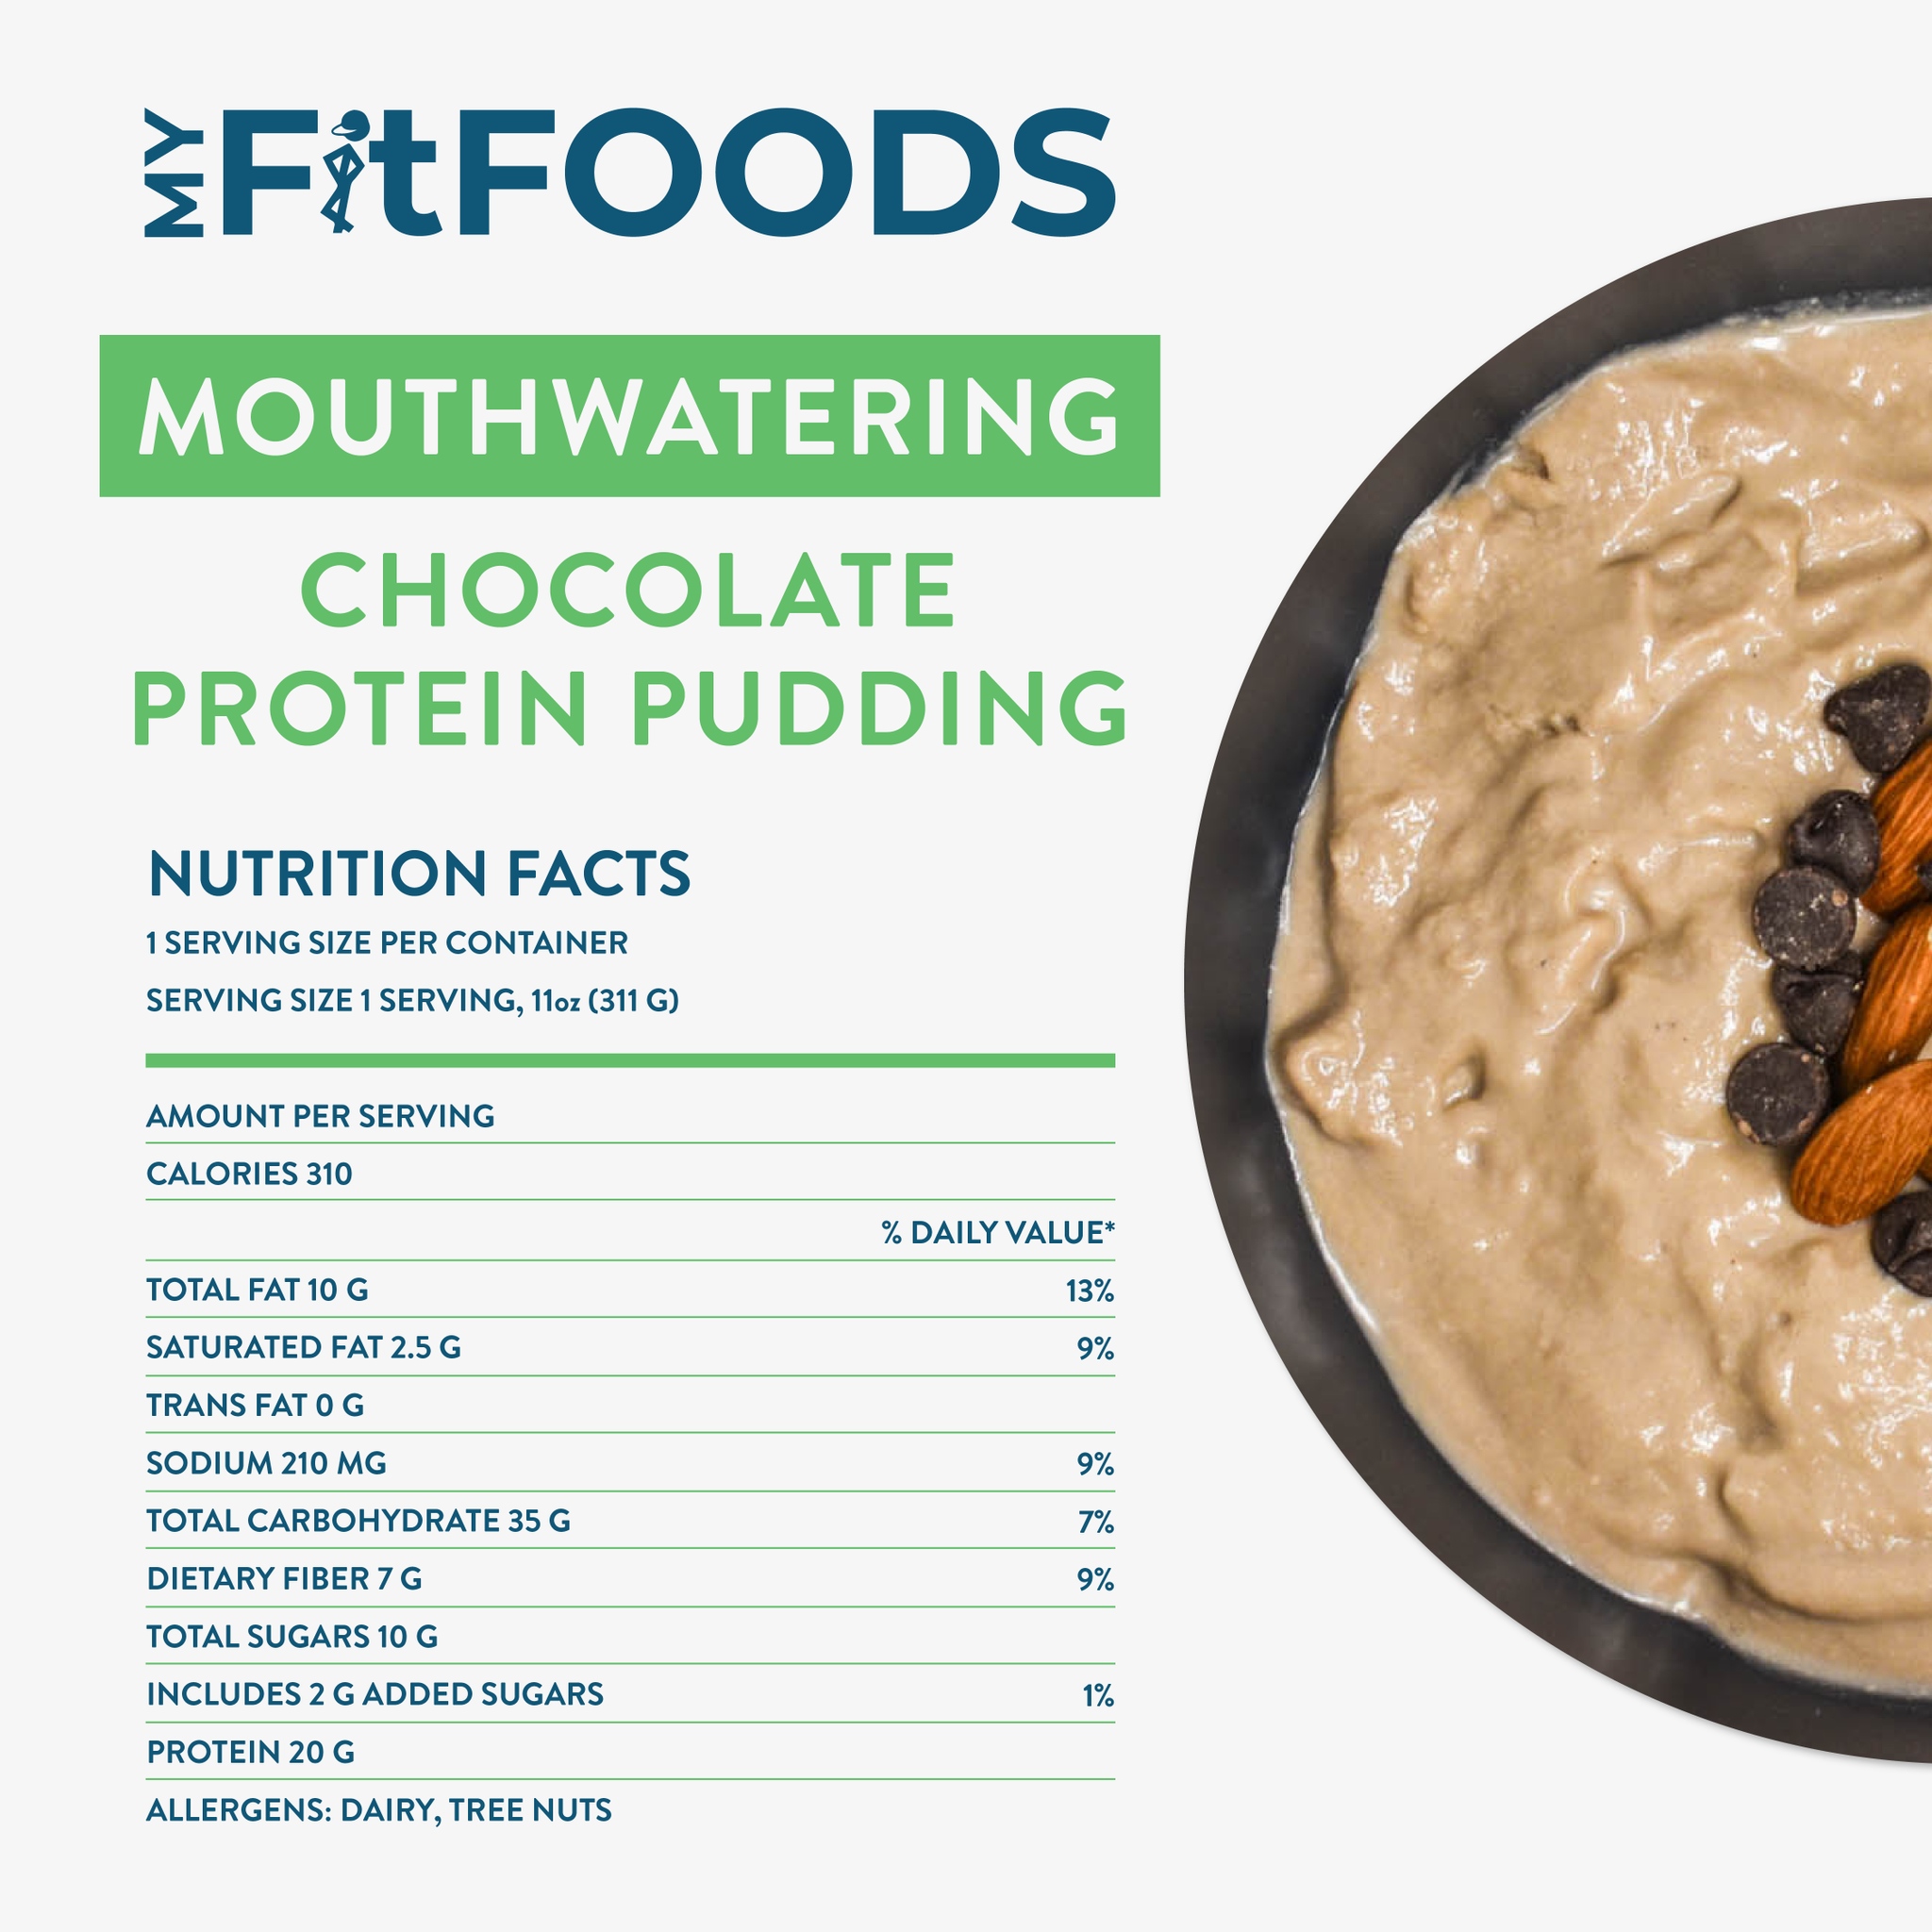 MY FitFOODS
MOUTHWATERING
CHOCOLATE
PROTEIN PUDDING
NUTRITION FACTS
1 SERVING SIZE PER CONTAINER
SERVING SIZE 1 SERVING, 11oz (311 G)
AMOUNT PER SERVING
CALORIES 310
% DAILY VALUE*
TOTAL FAT 10 G 13%
SATURATED FAT 2.5 G 9%
TRANS FAT 0 G
SODIUM 210 MG 9%
TOTAL CARBOHYDRATE 35 G 7%
DIETARY FIBER 7 G 9%
TOTAL SUGARS 10 G
INCLUDES 2 G ADDED SUGARS 1%
PROTEIN 20 G
ALLERGENS: DAIRY, TREE NUTS